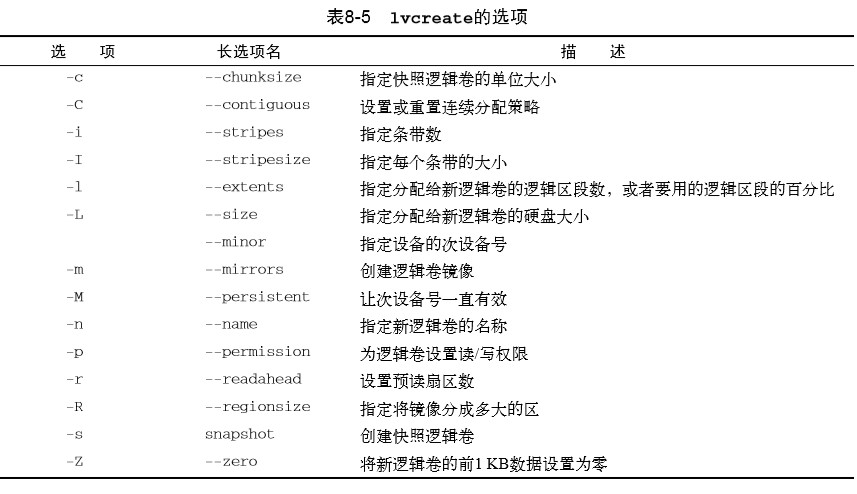 表8-5 lvcreate的选项
选 项 长选项名 描 述
-c --chunksize 指定快照逻辑卷的单位大小
-C --contiguous 设置或重置连续分配策略
-i --stripes 指定条带数
-I --stripesize 指定每个条带的大小
-l --extents 指定分配给新逻辑卷的逻辑区段数，或者要用的逻辑区段的百分比
-L --size 指定分配给新逻辑卷的硬盘大小
--minor 指定设备的次设备号
-m --mirrors 创建逻辑卷镜像
-M --persistent 让次设备号一直有效
-n --name 指定新逻辑卷的名称
-p --permission 为逻辑卷设置读/写权限
-r --readahead 设置预读扇区数
-R --regionsize 指定将镜像分成多大的区
-s snapshot 创建快照逻辑卷
-Z --zero 将新逻辑卷的前1 KB数据设置为零